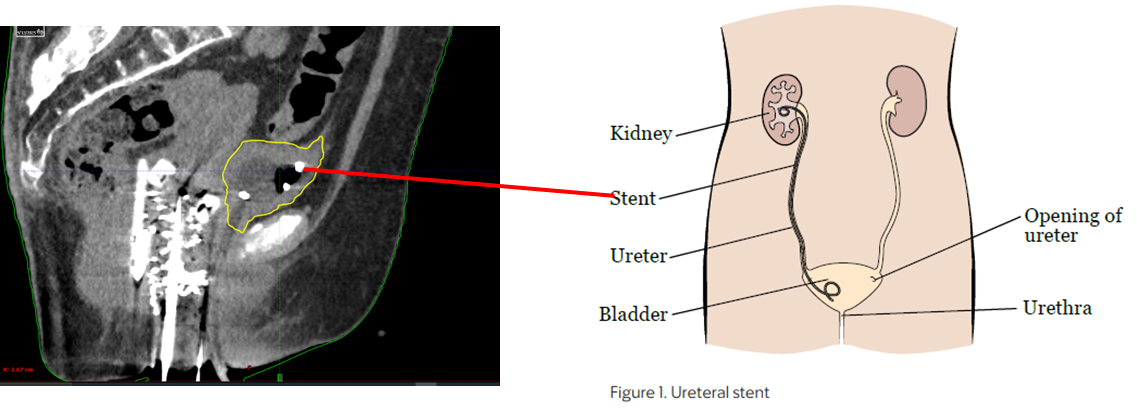 Kidney
Stent
Ureter
Bladder
Opening of
ureter
Urethra
Figure 1. Ureteral stent